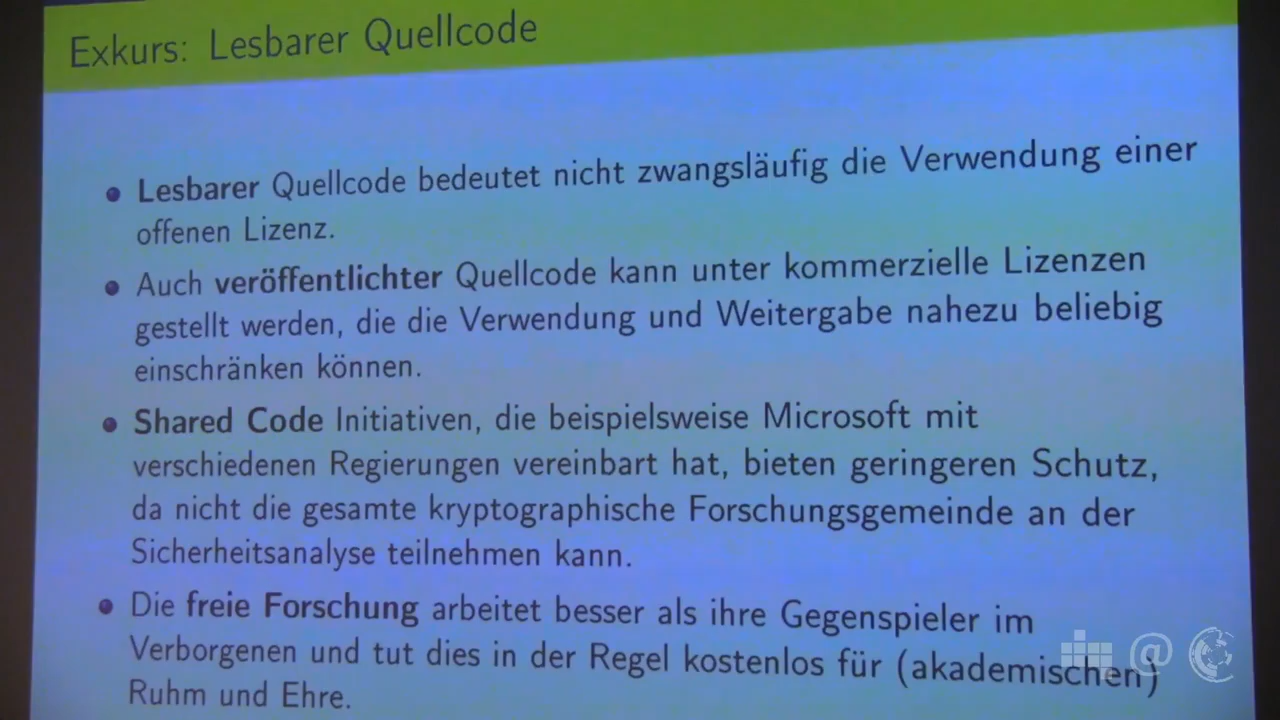 Exkurs: Lesbarer Quellcode
Lesbarer Quellcode bedeutet nicht zwangsläufig die Verwendung einer
offenen Lizenz.
Auch veröffentlichter Quellcode kann unter kommerzielle Lizenzen
gestellt werden, die die Verwendung und Weitergabe nahezu beliebig
einschränken können.
Shared Code Initiativen, die beispielsweise Microsoft mit
verschiedenen Regierungen vereinbart hat, bieten geringeren Schutz,
da nicht die gesamte kryptographische Forschungsgemeinde an der
Sicherheitsanalyse teilnehmen kann.
Die freie Forschung arbeitet besser als ihre Gegenspieler im
Verborgenen und tut dies in der Regel kostenlos für (akademischen)
Ruhm und Ehre.
@